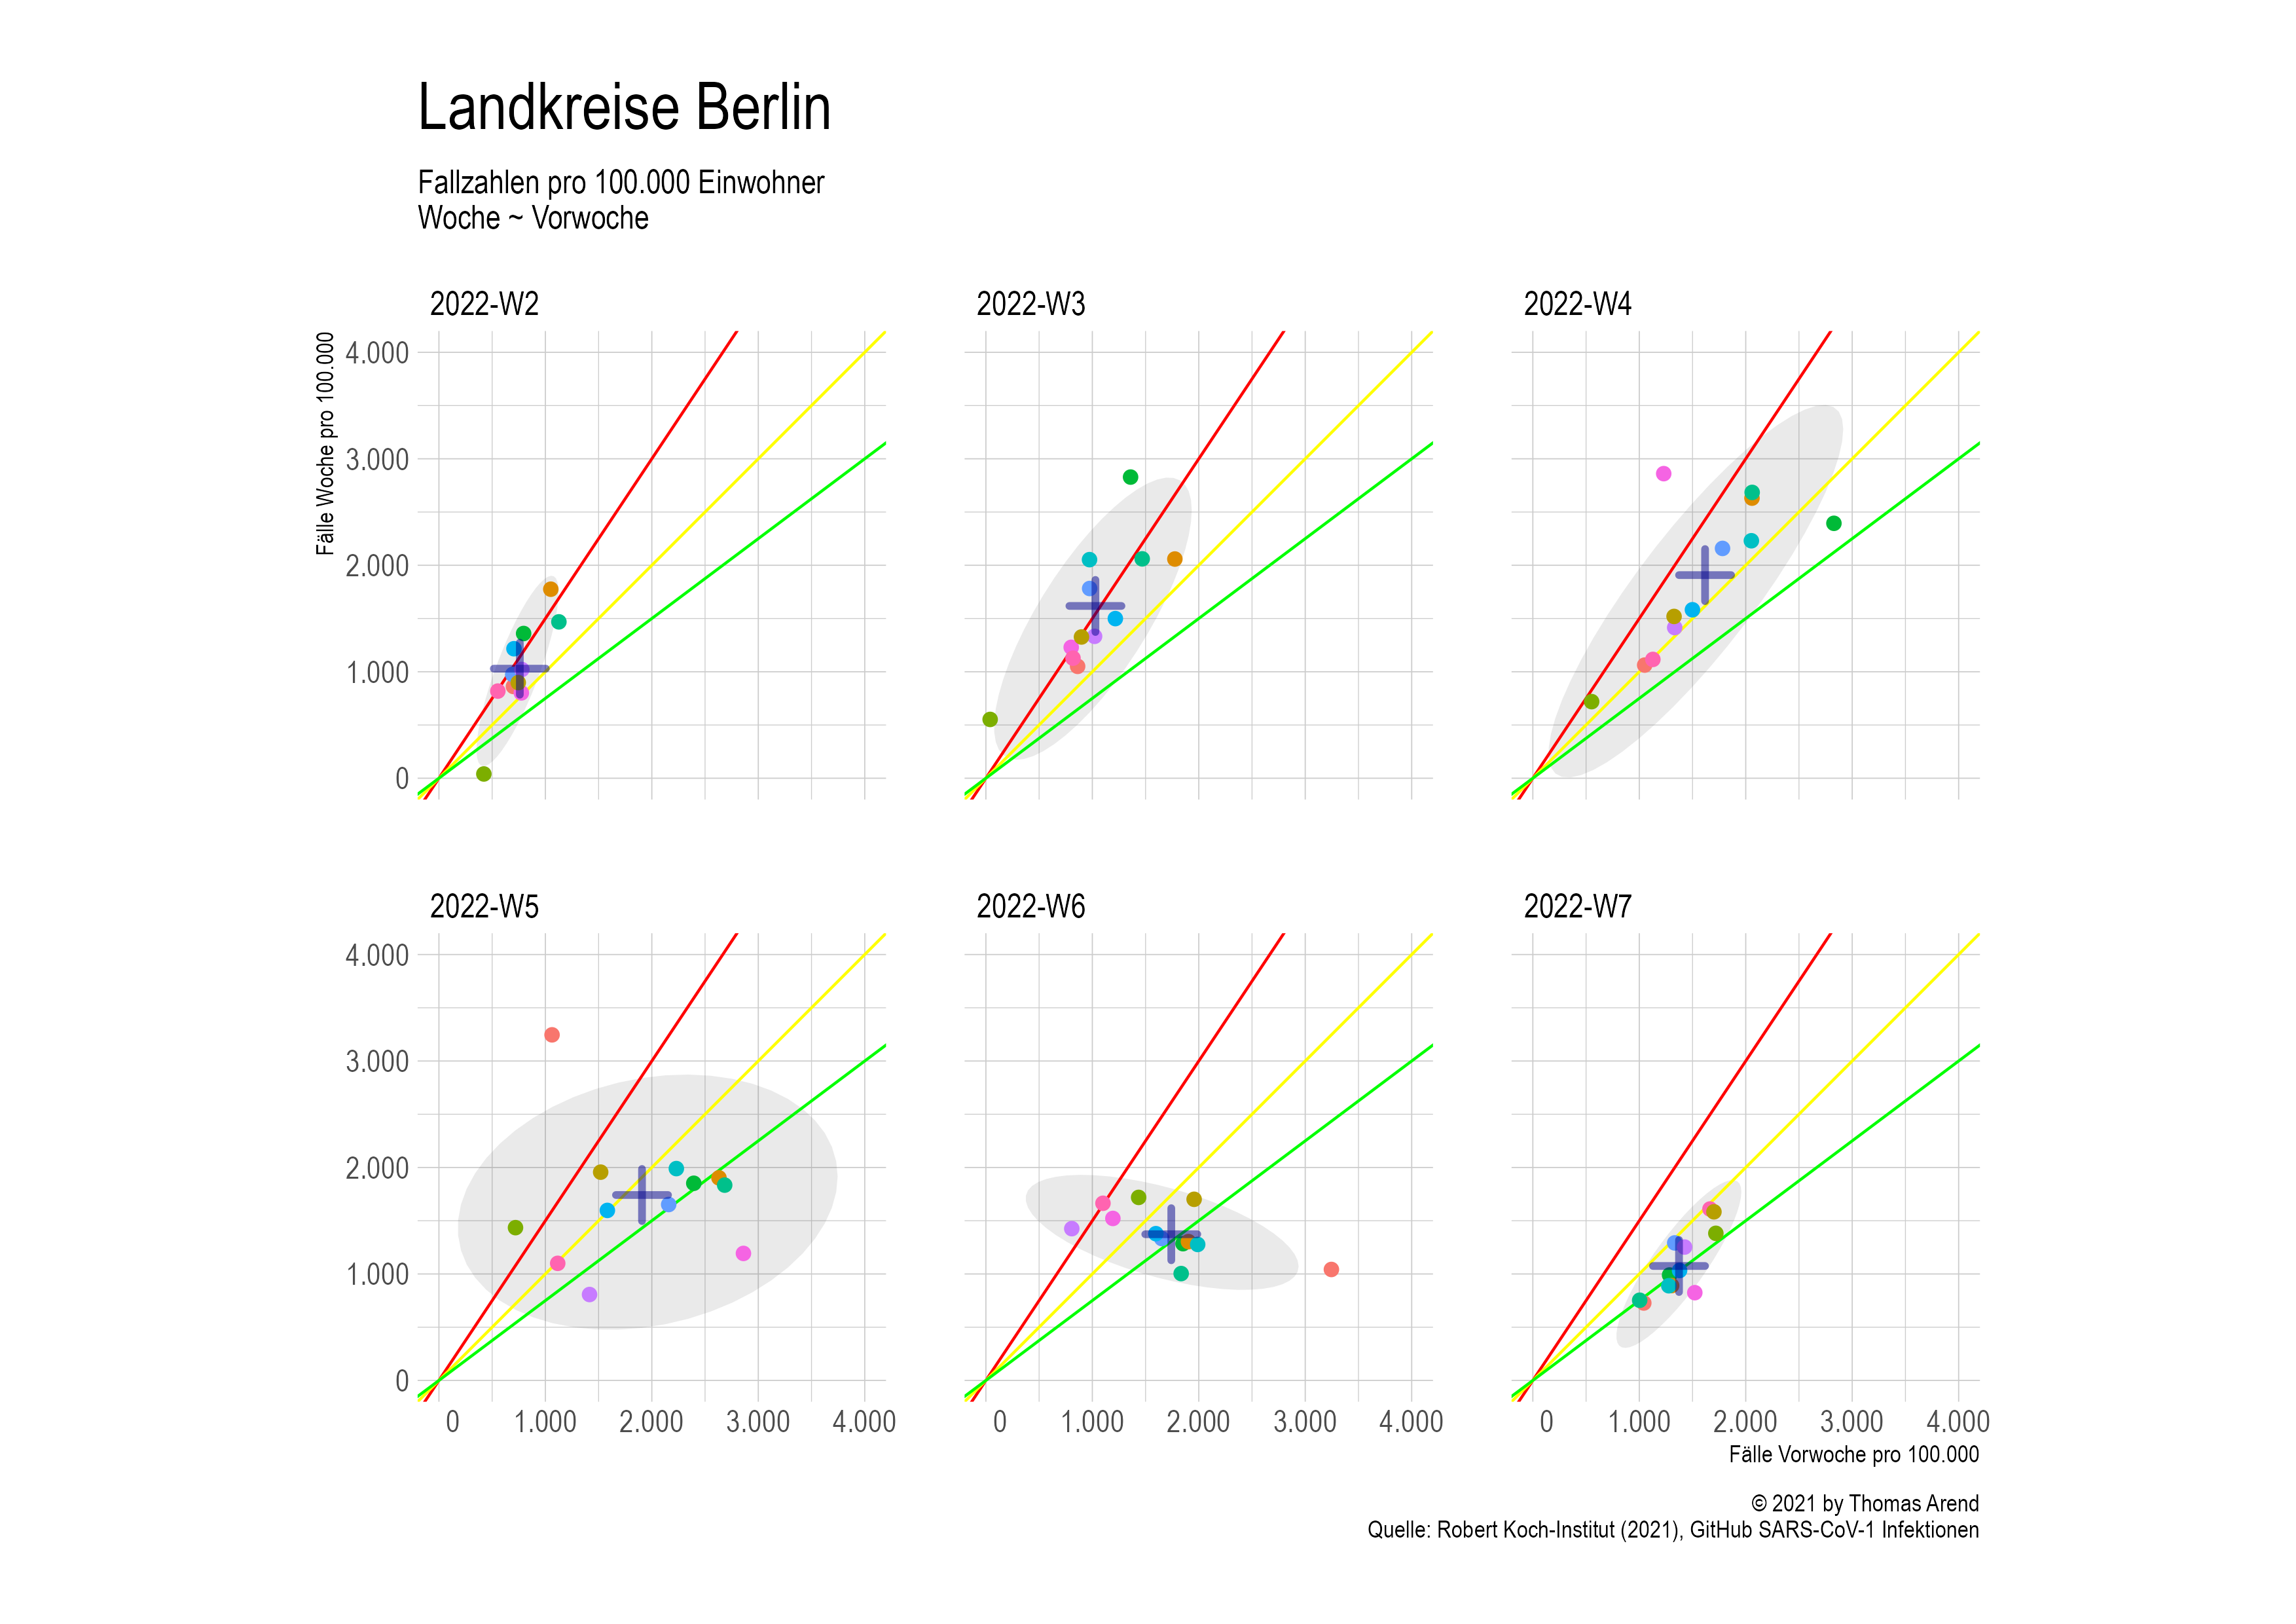 Landkreise Berlin
Fallzahlen pro 100.000 Einwohner
Woche ~ Vorwoche
2022-W2
2022-W3
2022-W4
Fälle Woche pro 100.000
4.000
3.000
2.000
1.000
0
2022-W5
2022-W6
2022-W7
4.000
3.000
2.000
1.000
0
0 1.000 2.000 3.000 4.000
0 1.000 2.000 3.000 4.000
0 1.000 2.000 3.000 4.000
Fälle Vorwoche pro 100.000
© 2021 by Thomas Arend
Quelle: Robert Koch-Institut (2021), GitHub SARS-CoV-1 Infektionen